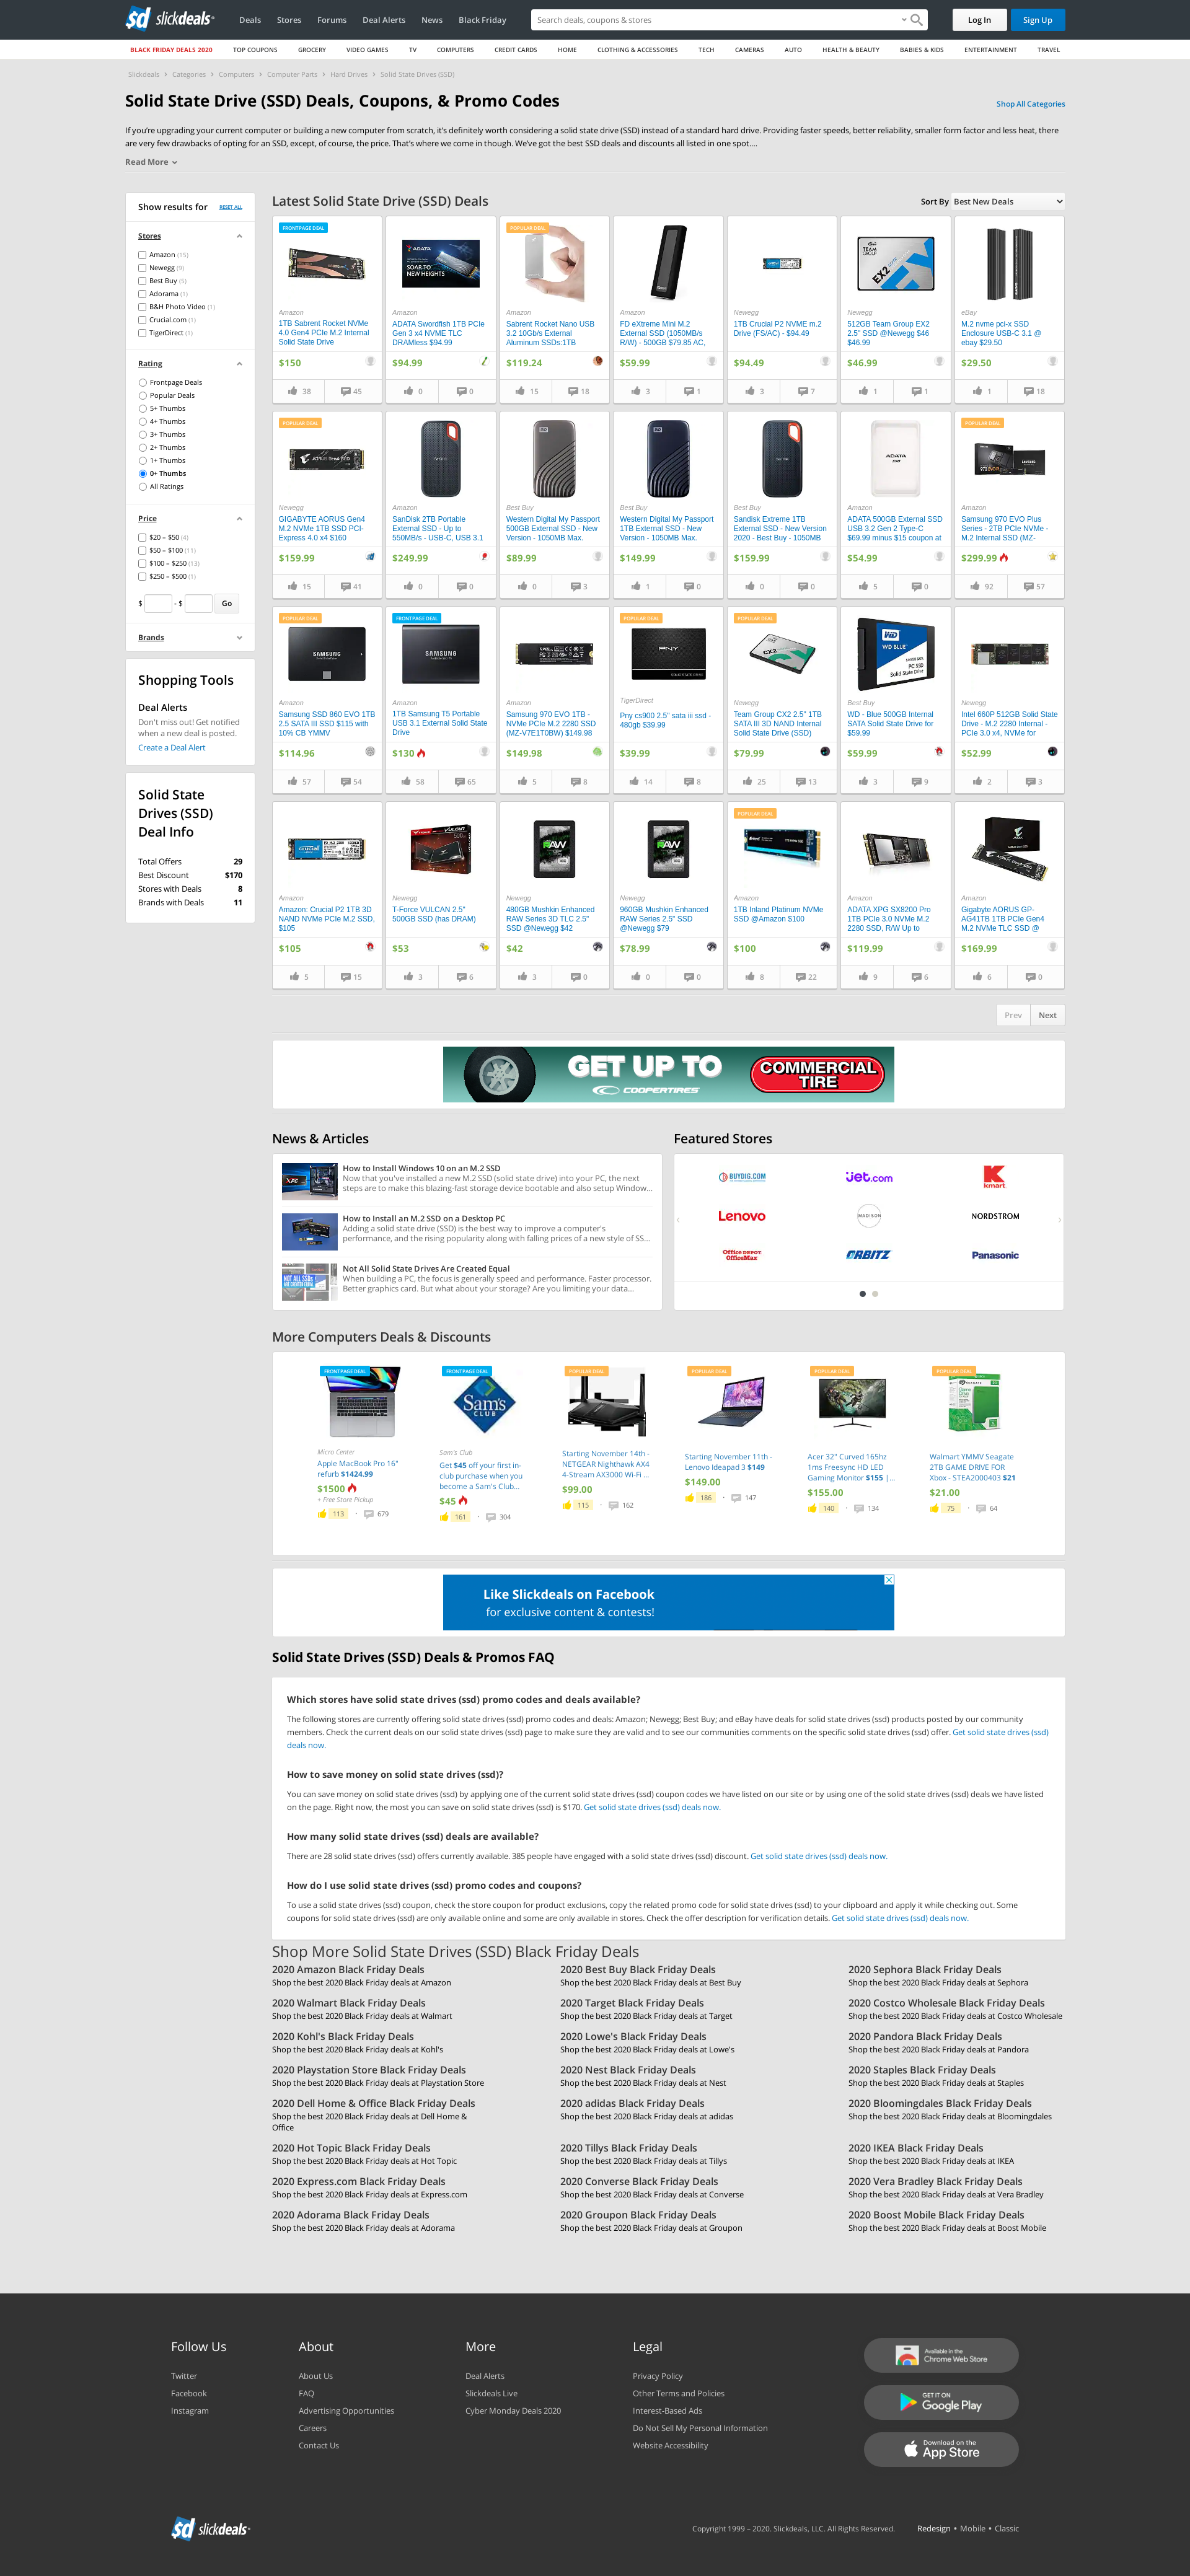 slickdeals
Deals
Stores
Forums
Deal Alerts
News
Black Friday
Search deals, coupons & stores
Log In
Sign Up
BLACK FRIDAY DEALS 2020
TOP COUPONS
GROCERY
VIDEO GAMES
TV
COMPUTERS
CREDIT CARDS
HOME
CLOTHING & ACCESSORIES
TECH
CAMERAS
AUTO
HEALTH & BEAUTY
BABIES & KIDS
ENTERTAINMENT
TRAVEL
Slickdeals > Categories > Computers > Computer Parts > Hard Drives > Solid State Drives (SSD)
Solid State Drive (SSD) Deals, Coupons, & Promo Codes
Shop All Categories
If you're upgrading your current computer or building a new computer from scratch, it's definitely worth considering a solid state drive (SSD) instead of a standard hard drive. Providing faster speeds, better reliability, smaller form factor and less heat, there
are very few drawbacks of opting for an SSD, except, of course, the price. That's where we come in though. We've got the best SSD deals and discounts all listed in one spot....
Read More
Show results for
RESET ALL
Stores
Amazon (15)
Newegg (9)
Best Buy (5)
Adorama (1)
B&H Photo Video (1)
Crucial.com (1)
TigerDirect (1)
Rating
Frontpage Deals
Popular Deals
5+ Thumbs
4+ Thumbs
3+ Thumbs
2+ Thumbs
1+ Thumbs
0+ Thumbs
All Ratings
Price
$20 – $50 (4)
$50 – $100 (11)
$100 – $250 (13)
$250 – $500 (1)
$ - $ Go
Brands
Shopping Tools
Deal Alerts
Don't miss out! Get notified
when a new deal is posted.
Create a Deal Alert
Solid State
Drives (SSD)
Deal Info
Total Offers 29
Best Discount $170
Stores with Deals 8
Brands with Deals 11
Latest Solid State Drive (SSD) Deals
Sort By
Best New Deals
FRONTPAGE DEAL
Amazon
1TB Sabrent Rocket NVMe
4.0 Gen4 PCIe M.2 Internal
Solid State Drive
$150
38 45
ADATA
SOAR TO
NEW HEIGHTS
Amazon
ADATA Swordfish 1TB PCIe
Gen 3 x4 NVME TLC
DRAMless $94.99
$94.99
0 0
POPULAR DEAL
Amazon
Sabrent Rocket Nano USB
3.2 10Gb/s External
Aluminum SSDs:1TB
$119.24
15 18
Amazon
FD eXtreme Mini M.2
External SSD (1050MB/s
R/W) - 500GB $79.85 AC,
$59.99
3 1
Newegg
1TB Crucial P2 NVME m.2
Drive (FS/AC) - $94.49
$94.49
3 7
TEAM GROUP
EX2
Newegg
512GB Team Group EX2
2.5" SSD @Newegg $46
$46.99
$46.99
1 1
eBay
M.2 nvme pci-x SSD
Enclosure USB-C 3.1 @
ebay $29.50
$29.50
1 18
POPULAR DEAL
Newegg
GIGABYTE AORUS Gen4
M.2 NVMe 1TB SSD PCI-
Express 4.0 x4 $160
$159.99
15 41
Amazon
SanDisk 2TB Portable
External SSD - Up to
550MB/s - USB-C, USB 3.1
$249.99
0 0
Best Buy
Western Digital My Passport
500GB External SSD - New
Version - 1050MB Max.
$89.99
0 3
Best Buy
Western Digital My Passport
1TB External SSD - New
Version - 1050MB Max.
$149.99
1 0
Best Buy
Sandisk Extreme 1TB
External SSD - New Version
2020 - Best Buy - 1050MB
$159.99
0 0
ADATA
Amazon
ADATA 500GB External SSD
USB 3.2 Gen 2 Type-C
$69.99 minus $15 coupon at
$54.99
5 0
POPULAR DEAL
Amazon
Samsung 970 EVO Plus
Series - 2TB PCIe NVMe -
M.2 Internal SSD (MZ-
$299.99
92 57
POPULAR DEAL
SAMSUNG
Amazon
Samsung SSD 860 EVO 1TB
2.5 SATA III SSD $115 with
10% CB YMMV
$114.96
57 54
FRONTPAGE DEAL
SAMSUNG
Amazon
1TB Samsung T5 Portable
USB 3.1 External Solid State
Drive
$130
58 65
Amazon
Samsung 970 EVO 1TB -
NVMe PCIe M.2 2280 SSD
(MZ-V7E1T0BW) $149.98
$149.98
5 8
POPULAR DEAL
PNY
TigerDirect
Pny cs900 2.5" sata iii ssd -
480gb $39.99
$39.99
14 8
POPULAR DEAL
CX2
Newegg
Team Group CX2 2.5" 1TB
SATA III 3D NAND Internal
Solid State Drive (SSD)
$79.99
25 13
WD
WD BLUE
Best Buy
WD - Blue 500GB Internal
SATA Solid State Drive for
$59.99
$59.99
3 9
Newegg
Intel 660P 512GB Solid State
Drive - M.2 2280 Internal -
PCIe 3.0 x4, NVMe for
$52.99
2 3
crucial
Amazon
Amazon: Crucial P2 1TB 3D
NAND NVMe PCIe M.2 SSD,
$105
$105
5 15
VULCAN
Newegg
T-Force VULCAN 2.5"
500GB SSD (has DRAM)
$53
3 6
RAW
Newegg
480GB Mushkin Enhanced
RAW Series 3D TLC 2.5"
SSD @Newegg $42
$42
3 0
RAW
Newegg
960GB Mushkin Enhanced
RAW Series 2.5" SSD
@Newegg $79
$78.99
0 0
POPULAR DEAL
Amazon
1TB Inland Platinum NVMe
SSD @Amazon $100
$100
8 22
Amazon
ADATA XPG SX8200 Pro
1TB PCIe 3.0 NVMe M.2
2280 SSD, R/W Up to
$119.99
9 6
Amazon
Gigabyte AORUS GP-
AG41TB 1TB PCIe Gen4
M.2 NVMe TLC SSD @
$169.99
6 0
Prev Next
GET UP TO
COOPERTIRES
COMMERCIAL
TIRE
News & Articles
How to Install Windows 10 on an M.2 SSD
Now that you've installed a new M.2 SSD (solid state drive) into your PC, the next
steps are to make this blazing-fast storage device bootable and also setup Window...
How to Install an M.2 SSD on a Desktop PC
Adding a solid state drive (SSD) is the best way to improve a computer's
performance, and the rising popularity along with falling prices of a new style of SS...
NOT ALL SSDs
ARE CREATED EQUAL
Not All Solid State Drives Are Created Equal
When building a PC, the focus is generally speed and performance. Faster processor.
Better graphics card. But what about your storage? Are you limiting your data...
Featured Stores
BUYDIG.COM
jet.com
kmart
Lenovo
MADISON
NORDSTROM
Office DEPOT
OfficeMax
ORBITZ
Panasonic
More Computers Deals & Discounts
FRONTPAGE DEAL
Micro Center
Apple MacBook Pro 16"
refurb $1424.99
$1500
+ Free Store Pickup
113 · 679
FRONTPAGE DEAL
Sam's
CLUB
Sam's Club
Get $45 off your first in-
club purchase when you
become a Sam's Club...
$45
161 · 304
POPULAR DEAL
Starting November 14th -
NETGEAR Nighthawk AX4
4-Stream AX3000 Wi-Fi ...
$99.00
115 · 162
POPULAR DEAL
Starting November 11th -
Lenovo Ideapad 3 $149
$149.00
186 · 147
POPULAR DEAL
Acer 32" Curved 165hz
1ms Freesync HD LED
Gaming Monitor $155 |...
$155.00
140 · 134
POPULAR DEAL
Walmart YMMV Seagate
2TB GAME DRIVE FOR
Xbox - STEA2000403 $21
$21.00
75 · 64
Like Slickdeals on Facebook
for exclusive content & contests!
Solid State Drives (SSD) Deals & Promos FAQ
Which stores have solid state drives (ssd) promo codes and deals available?
The following stores are currently offering solid state drives (ssd) promo codes and deals: Amazon; Newegg; Best Buy; and eBay have deals for solid state drives (ssd) products posted by our community
members. Check the current deals on our solid state drives (ssd) page to make sure they are valid and to see our communities comments on the specific solid state drives (ssd) offer. Get solid state drives (ssd)
deals now.
How to save money on solid state drives (ssd)?
You can save money on solid state drives (ssd) by applying one of the current solid state drives (ssd) coupon codes we have listed on our site or by using one of the solid state drives (ssd) deals we have listed
on the page. Right now, the most you can save on solid state drives (ssd) is $170. Get solid state drives (ssd) deals now.
How many solid state drives (ssd) deals are available?
There are 28 solid state drives (ssd) offers currently available. 385 people have engaged with a solid state drives (ssd) discount. Get solid state drives (ssd) deals now.
How do I use solid state drives (ssd) promo codes and coupons?
To use a solid state drives (ssd) coupon, check the store coupon for product exclusions, copy the related promo code for solid state drives (ssd) to your clipboard and apply it while checking out. Some
coupons for solid state drives (ssd) are only available online and some are only available in stores. Check the offer description for verification details. Get solid state drives (ssd) deals now.
Shop More Solid State Drives (SSD) Black Friday Deals
2020 Amazon Black Friday Deals
Shop the best 2020 Black Friday deals at Amazon
2020 Best Buy Black Friday Deals
Shop the best 2020 Black Friday deals at Best Buy
2020 Sephora Black Friday Deals
Shop the best 2020 Black Friday deals at Sephora
2020 Walmart Black Friday Deals
Shop the best 2020 Black Friday deals at Walmart
2020 Target Black Friday Deals
Shop the best 2020 Black Friday deals at Target
2020 Costco Wholesale Black Friday Deals
Shop the best 2020 Black Friday deals at Costco Wholesale
2020 Kohl's Black Friday Deals
Shop the best 2020 Black Friday deals at Kohl's
2020 Lowe's Black Friday Deals
Shop the best 2020 Black Friday deals at Lowe's
2020 Pandora Black Friday Deals
Shop the best 2020 Black Friday deals at Pandora
2020 Playstation Store Black Friday Deals
Shop the best 2020 Black Friday deals at Playstation Store
2020 Nest Black Friday Deals
Shop the best 2020 Black Friday deals at Nest
2020 Staples Black Friday Deals
Shop the best 2020 Black Friday deals at Staples
2020 Dell Home & Office Black Friday Deals
Shop the best 2020 Black Friday deals at Dell Home &
Office
2020 adidas Black Friday Deals
Shop the best 2020 Black Friday deals at adidas
2020 Bloomingdales Black Friday Deals
Shop the best 2020 Black Friday deals at Bloomingdales
2020 Hot Topic Black Friday Deals
Shop the best 2020 Black Friday deals at Hot Topic
2020 Tillys Black Friday Deals
Shop the best 2020 Black Friday deals at Tillys
2020 IKEA Black Friday Deals
Shop the best 2020 Black Friday deals at IKEA
2020 Express.com Black Friday Deals
Shop the best 2020 Black Friday deals at Express.com
2020 Converse Black Friday Deals
Shop the best 2020 Black Friday deals at Converse
2020 Vera Bradley Black Friday Deals
Shop the best 2020 Black Friday deals at Vera Bradley
2020 Adorama Black Friday Deals
Shop the best 2020 Black Friday deals at Adorama
2020 Groupon Black Friday Deals
Shop the best 2020 Black Friday deals at Groupon
2020 Boost Mobile Black Friday Deals
Shop the best 2020 Black Friday deals at Boost Mobile
Follow Us
Twitter
Facebook
Instagram
About
About Us
FAQ
Advertising Opportunities
Careers
Contact Us
More
Deal Alerts
Slickdeals Live
Cyber Monday Deals 2020
Legal
Privacy Policy
Other Terms and Policies
Interest-Based Ads
Do Not Sell My Personal Information
Website Accessibility
Available in the
Chrome Web Store
GET IT ON
Google Play
Download on the
App Store
slickdeals
Copyright 1999 – 2020. Slickdeals, LLC. All Rights Reserved.
Redesign • Mobile • Classic